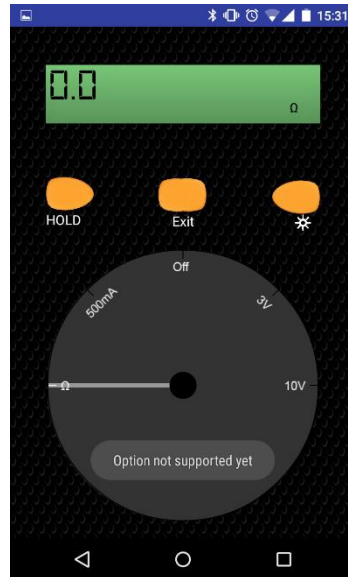 15:31
0.0
Ω
HOLD
Exit
Off
500mA
3V
Ω
10V
Option not supported yet